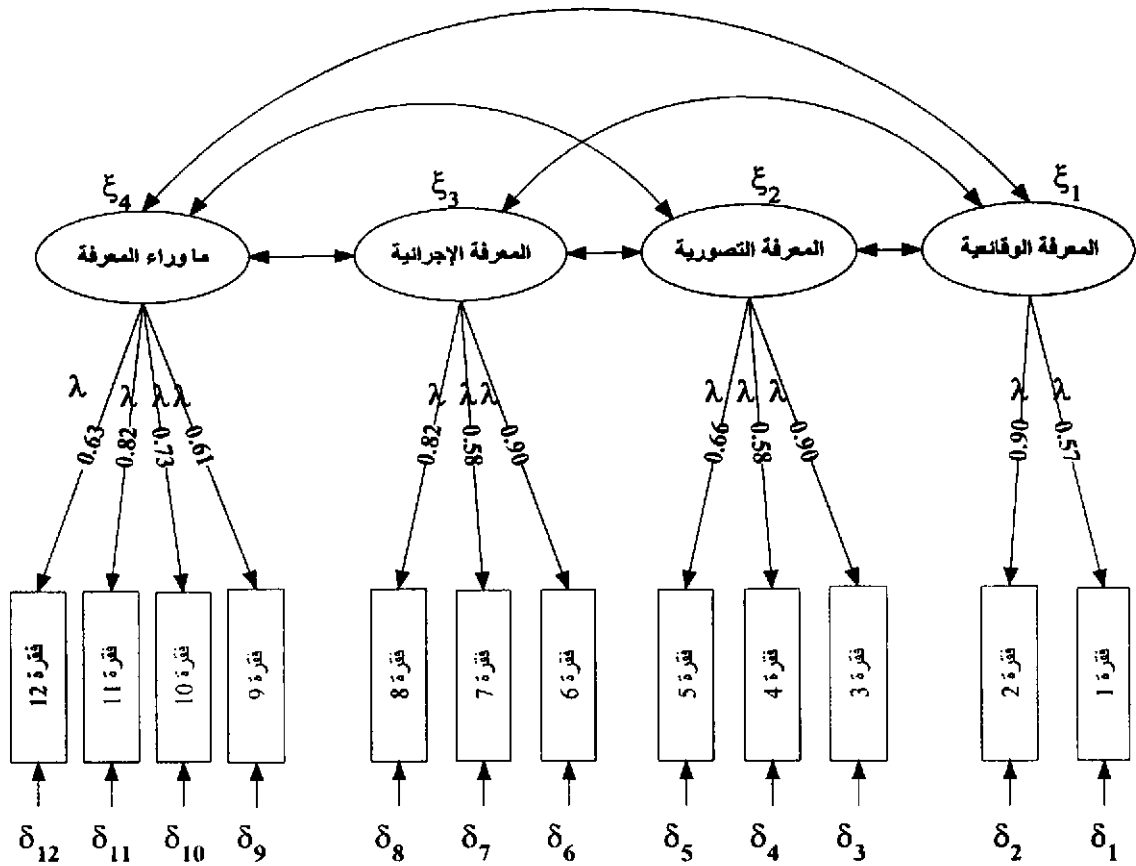 ξ1
ξ2
ξ3
ξ4
المعرفة الوقائعية
المعرفة التصورية
المعرفة الإجرائية
ما وراء المعرفة
λ λ
λ λ λ
λ λ λ
λ λ λ λ
0.57
0.90
0.90
0.58
0.66
0.90
0.58
0.82
0.61
0.73
0.82
0.63
فقرة 1
فقرة 2
فقرة 3
فقرة 4
فقرة 5
فقرة 6
فقرة 7
فقرة 8
فقرة 9
فقرة 10
فقرة 11
فقرة 12
δ1
δ2
δ3
δ4
δ5
δ6
δ7
δ8
δ9
δ10
δ11
δ12